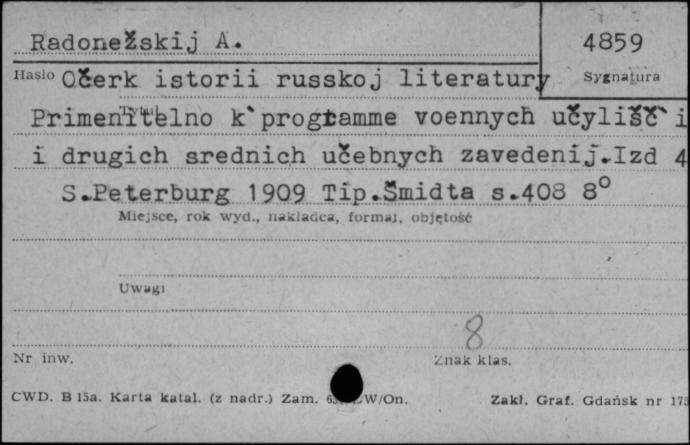 Radonežskij A.
4859
Hasło Očerk istorii russkoj literatury
Sygnatura
Tytuł
Primenitelno k`programme voennych učylišč` i
i drugich srednich učebnych zavedenij.Izd 4
S.Peterburg 1909 Tip.Šmidta s.408 8°
Miejsce, rok wyd., nakładca, format, objętość
Uwagi
8
Nr inw.
Znak klas.
CWD. B 15a. Karta katal. (z nadr.) Zam. W/On.
Zakł. Graf. Gdańsk nr 173